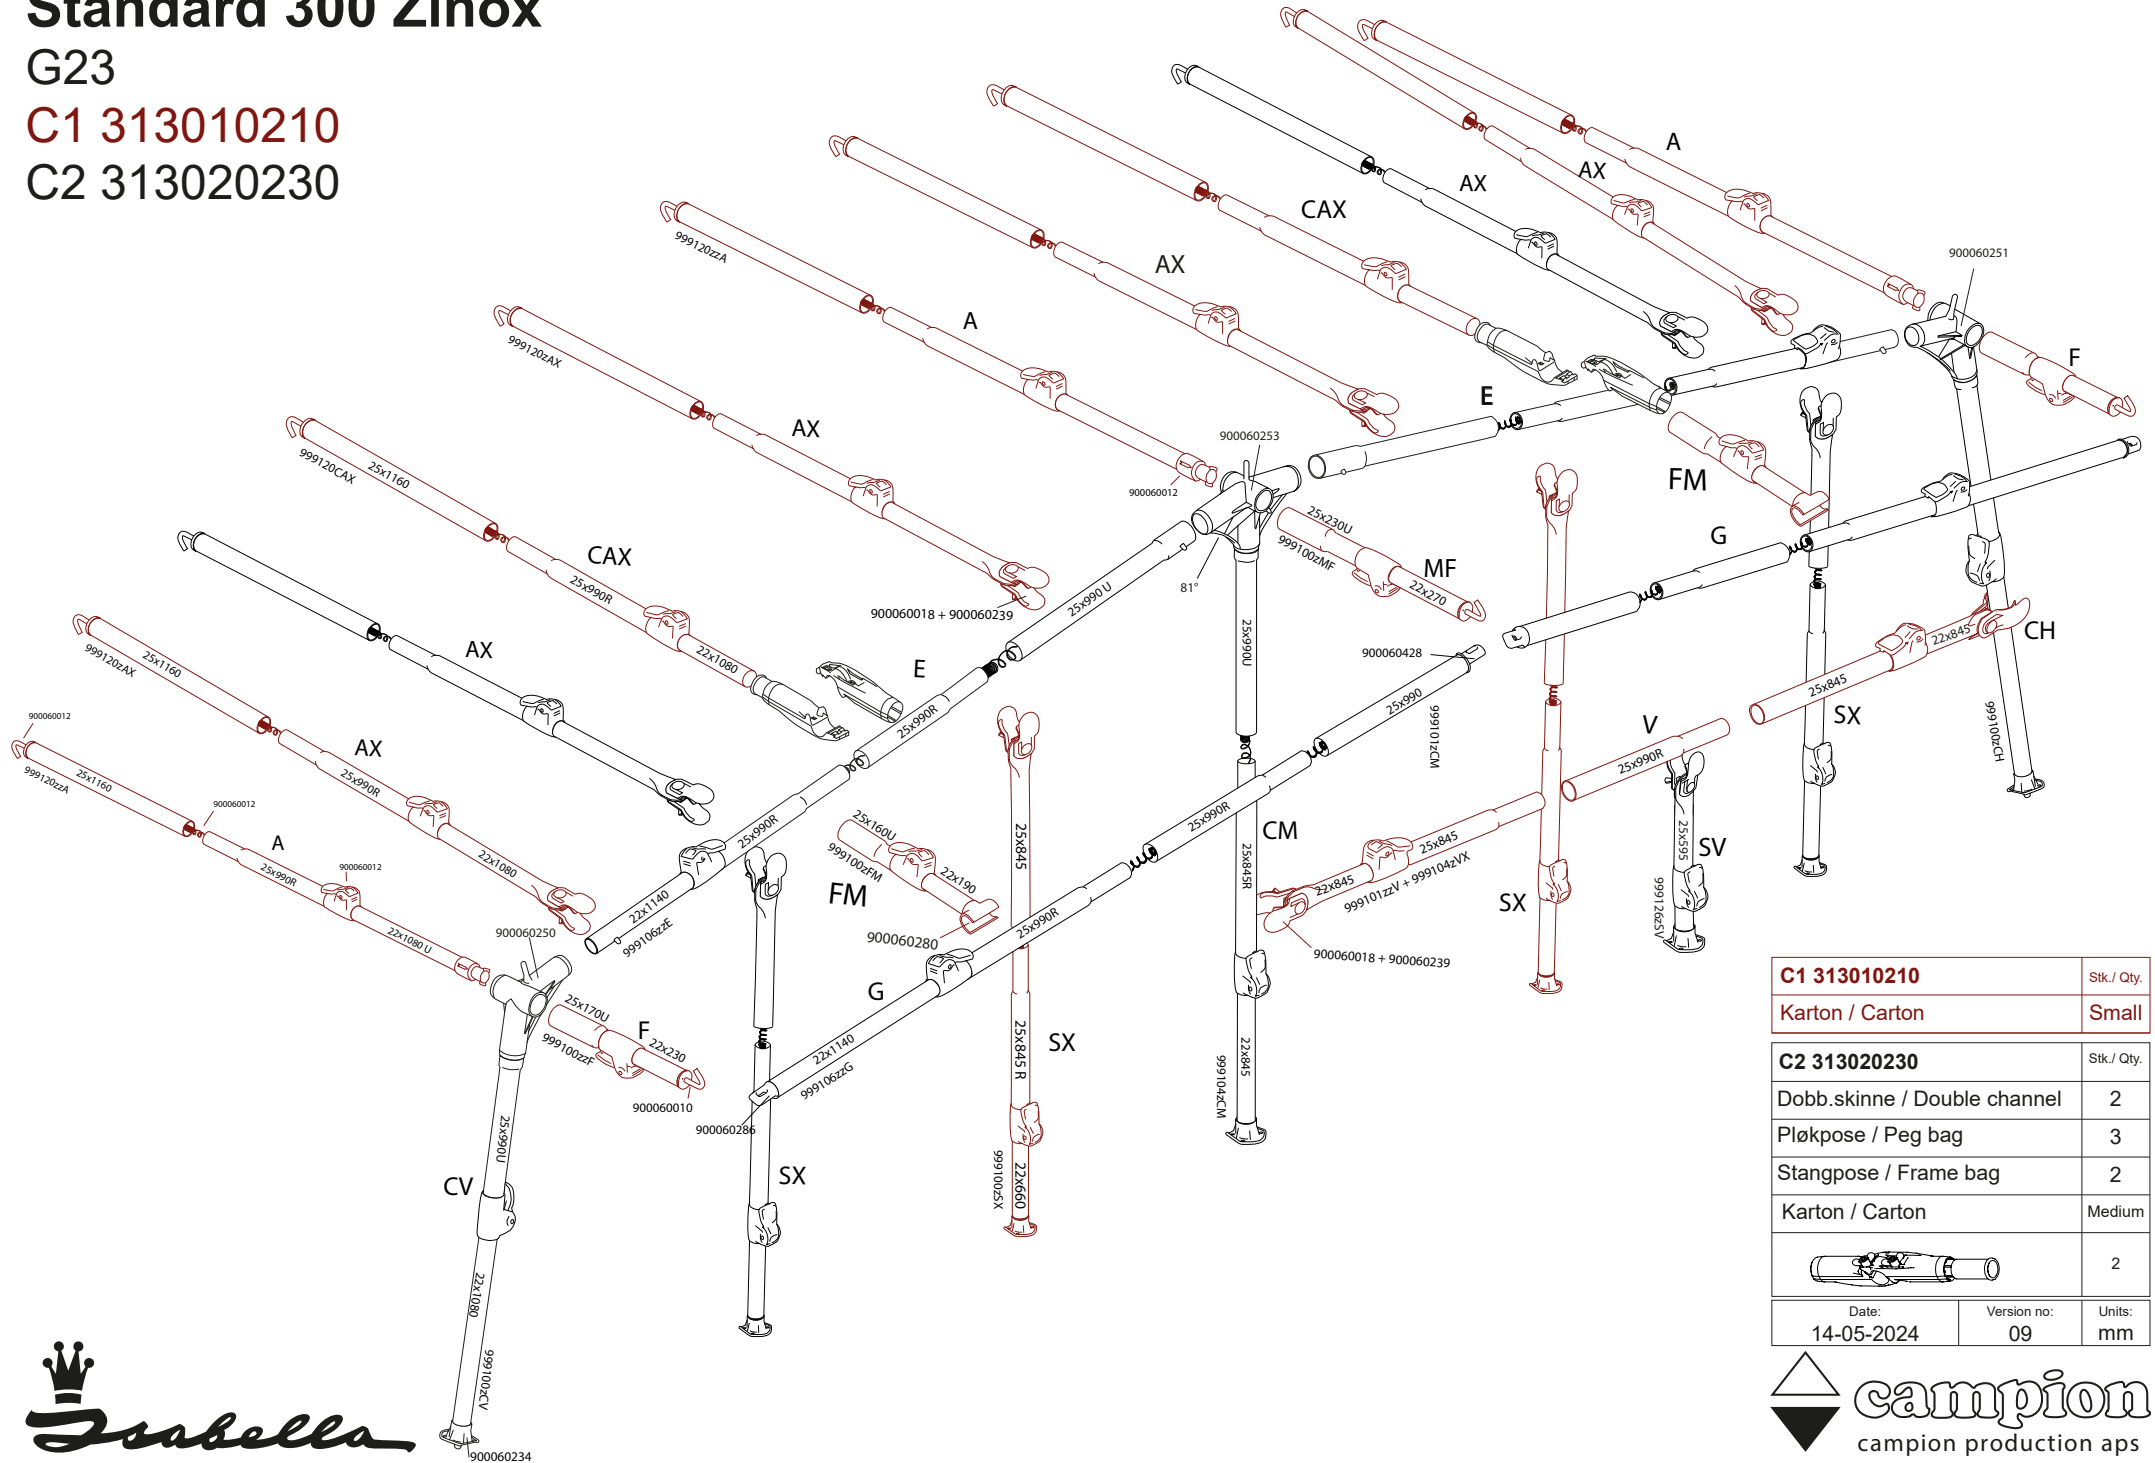 Standard 300 Zinox
G23
C1 313010210
C2 313020230
A
AX
AX
CAX
AX
A
AX
CAX
AX
AX
A
999120zzA
999120zAX
999120CAX
25x1160
25x990R
22x1080
999120zAX
25x1160
25x990R
22x1080
900060012
999120zzA
25x1160
900060012
25x990R
900060012
22x1080 U
900060012
900060018 + 900060239
900060253
81°
900060251
E
E
25x990 U
25x990R
25x990R
22x1140
999106zzE
F
FM
MF
25x230U
999100zMF
22x270
G
CH
22x845
25x845
999100zCH
SX
V
25x990R
SV
25x595
999126zSV
900060428
25x990
999101zCM
25x990R
25x990U
CM
25x845R
22x845
999104zCM
25x845
22x845
999101zzV + 999104zVX
900060018 + 900060239
SX
25x160U
999100zFM
22x190
FM
900060280
25x845
25x845 R
22x660
999100zSX
SX
G
25x990R
22x1140
999106zzG
900060286
SX
900060250
25x170U
999100zzF
F
22x230
900060010
CV
25x990U
22x1080
999100zCV
900060234
C1 313010210 Stk./ Qty.
Karton / Carton Small
C2 313020230 Stk./ Qty.
Dobb.skinne / Double channel 2
Pløkpose / Peg bag 3
Stangpose / Frame bag 2
Karton / Carton Medium
2
Date: Version no: Units:
14-05-2024 09 mm
Isabella
campion
campion production aps